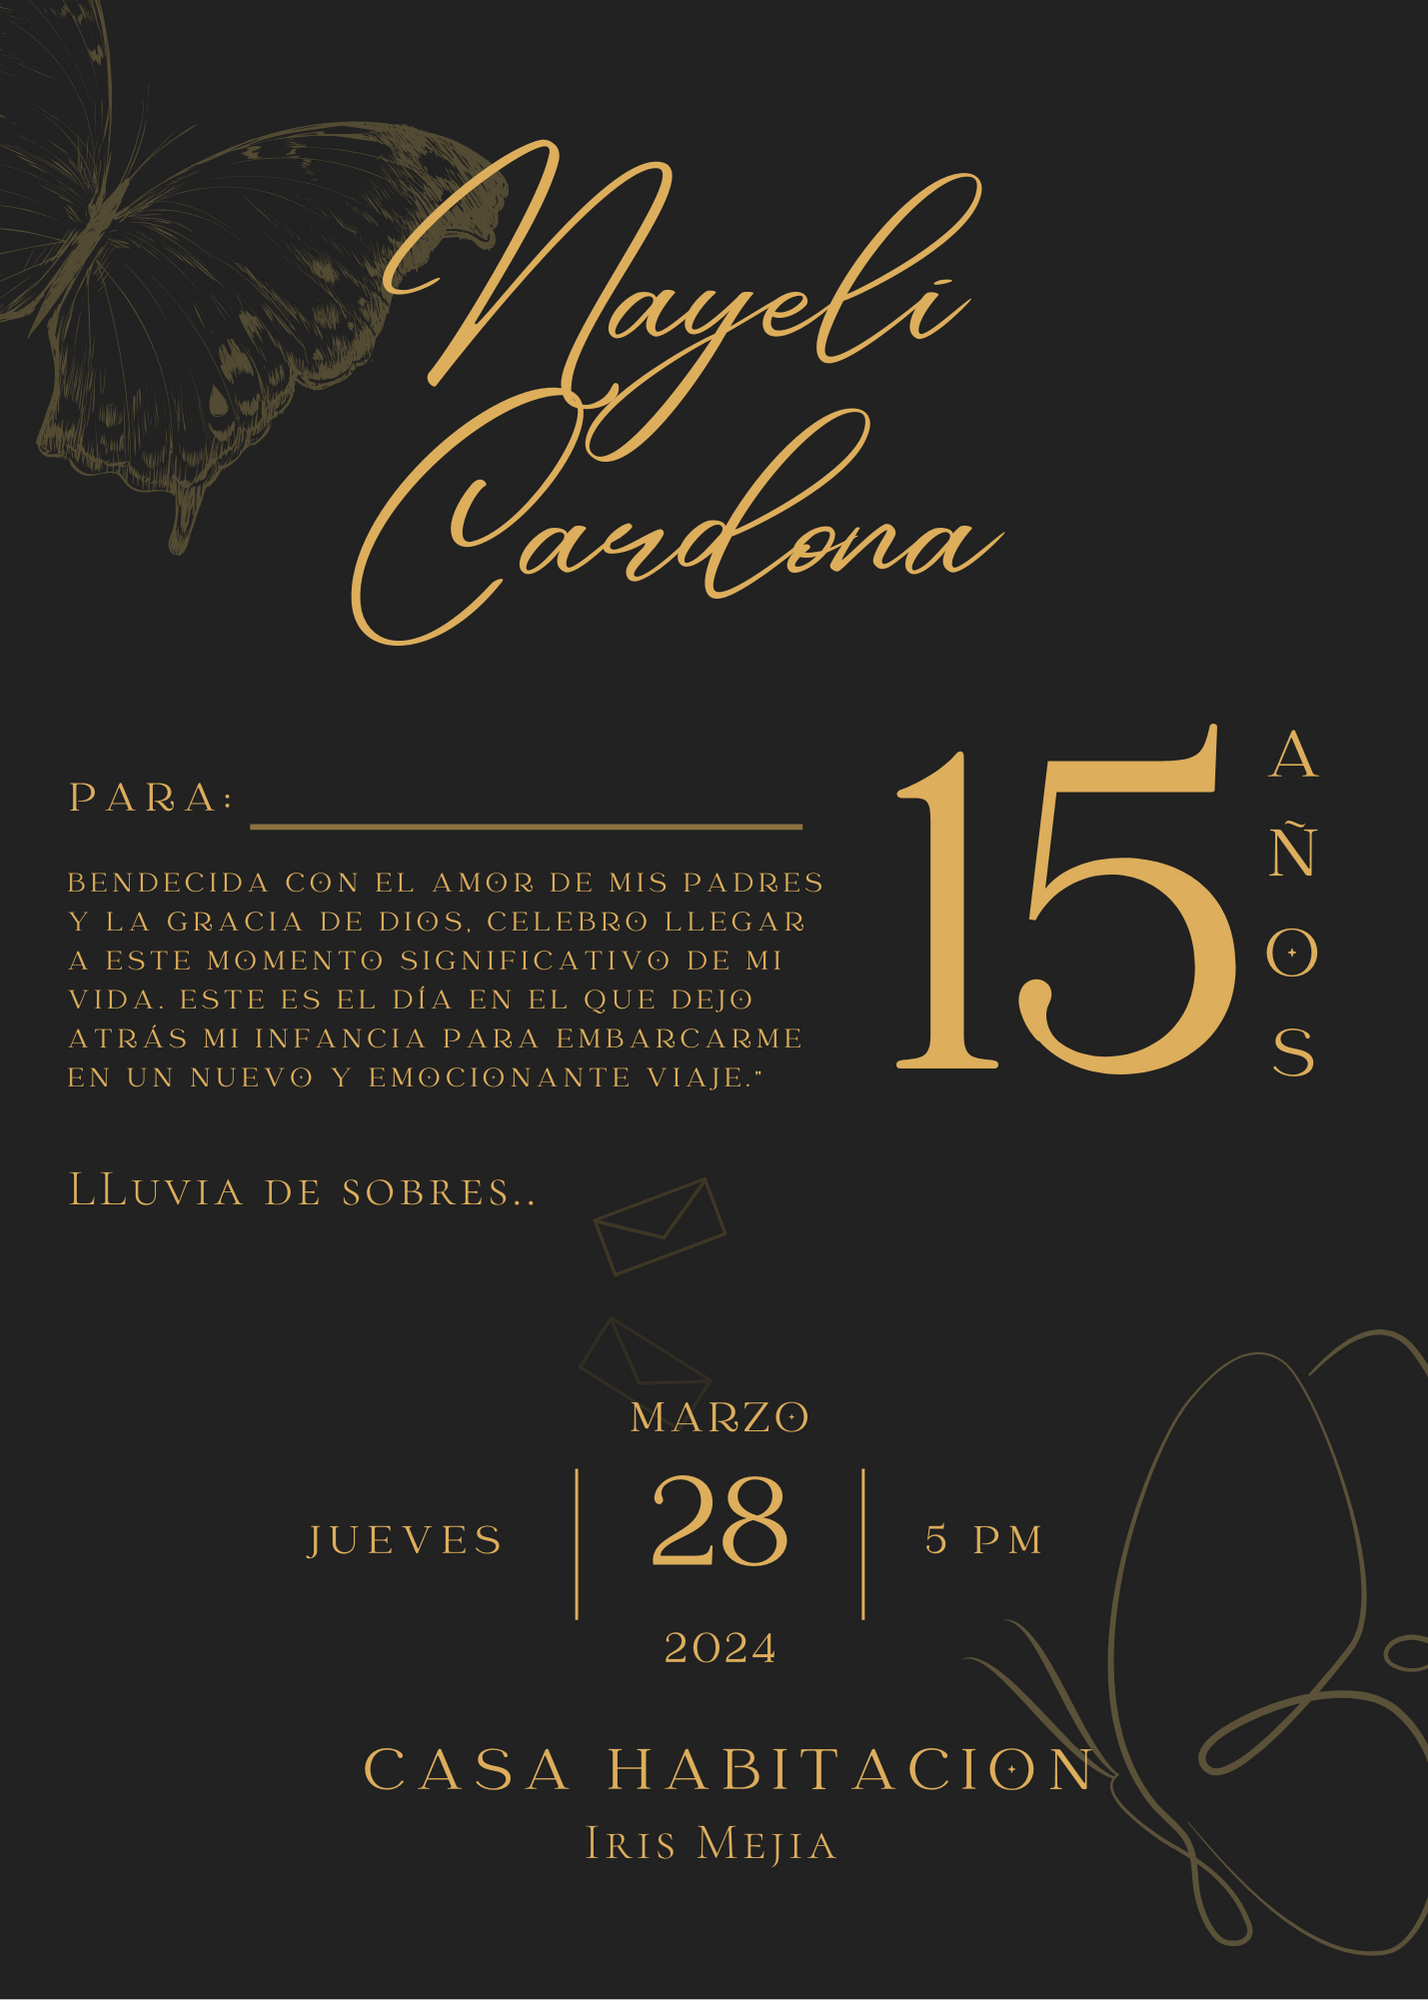 Nayeli
Cardona
15
AÑOS
PARA:
BENDECIDA CON EL AMOR DE MIS PADRES
Y LA GRACIA DE DIOS, CELEBRO LLEGAR
A ESTE MOMENTO SIGNIFICATIVO DE MI
VIDA. ESTE ES EL DÍA EN EL QUE DEJO
ATRÁS MI INFANCIA PARA EMBARCARME
EN UN NUEVO Y EMOCIONANTE VIAJE."
LLUVIA DE SOBRES..
MARZO
JUEVES
28
5 PM
2024
CASA HABITACION
IRIS MEJIA